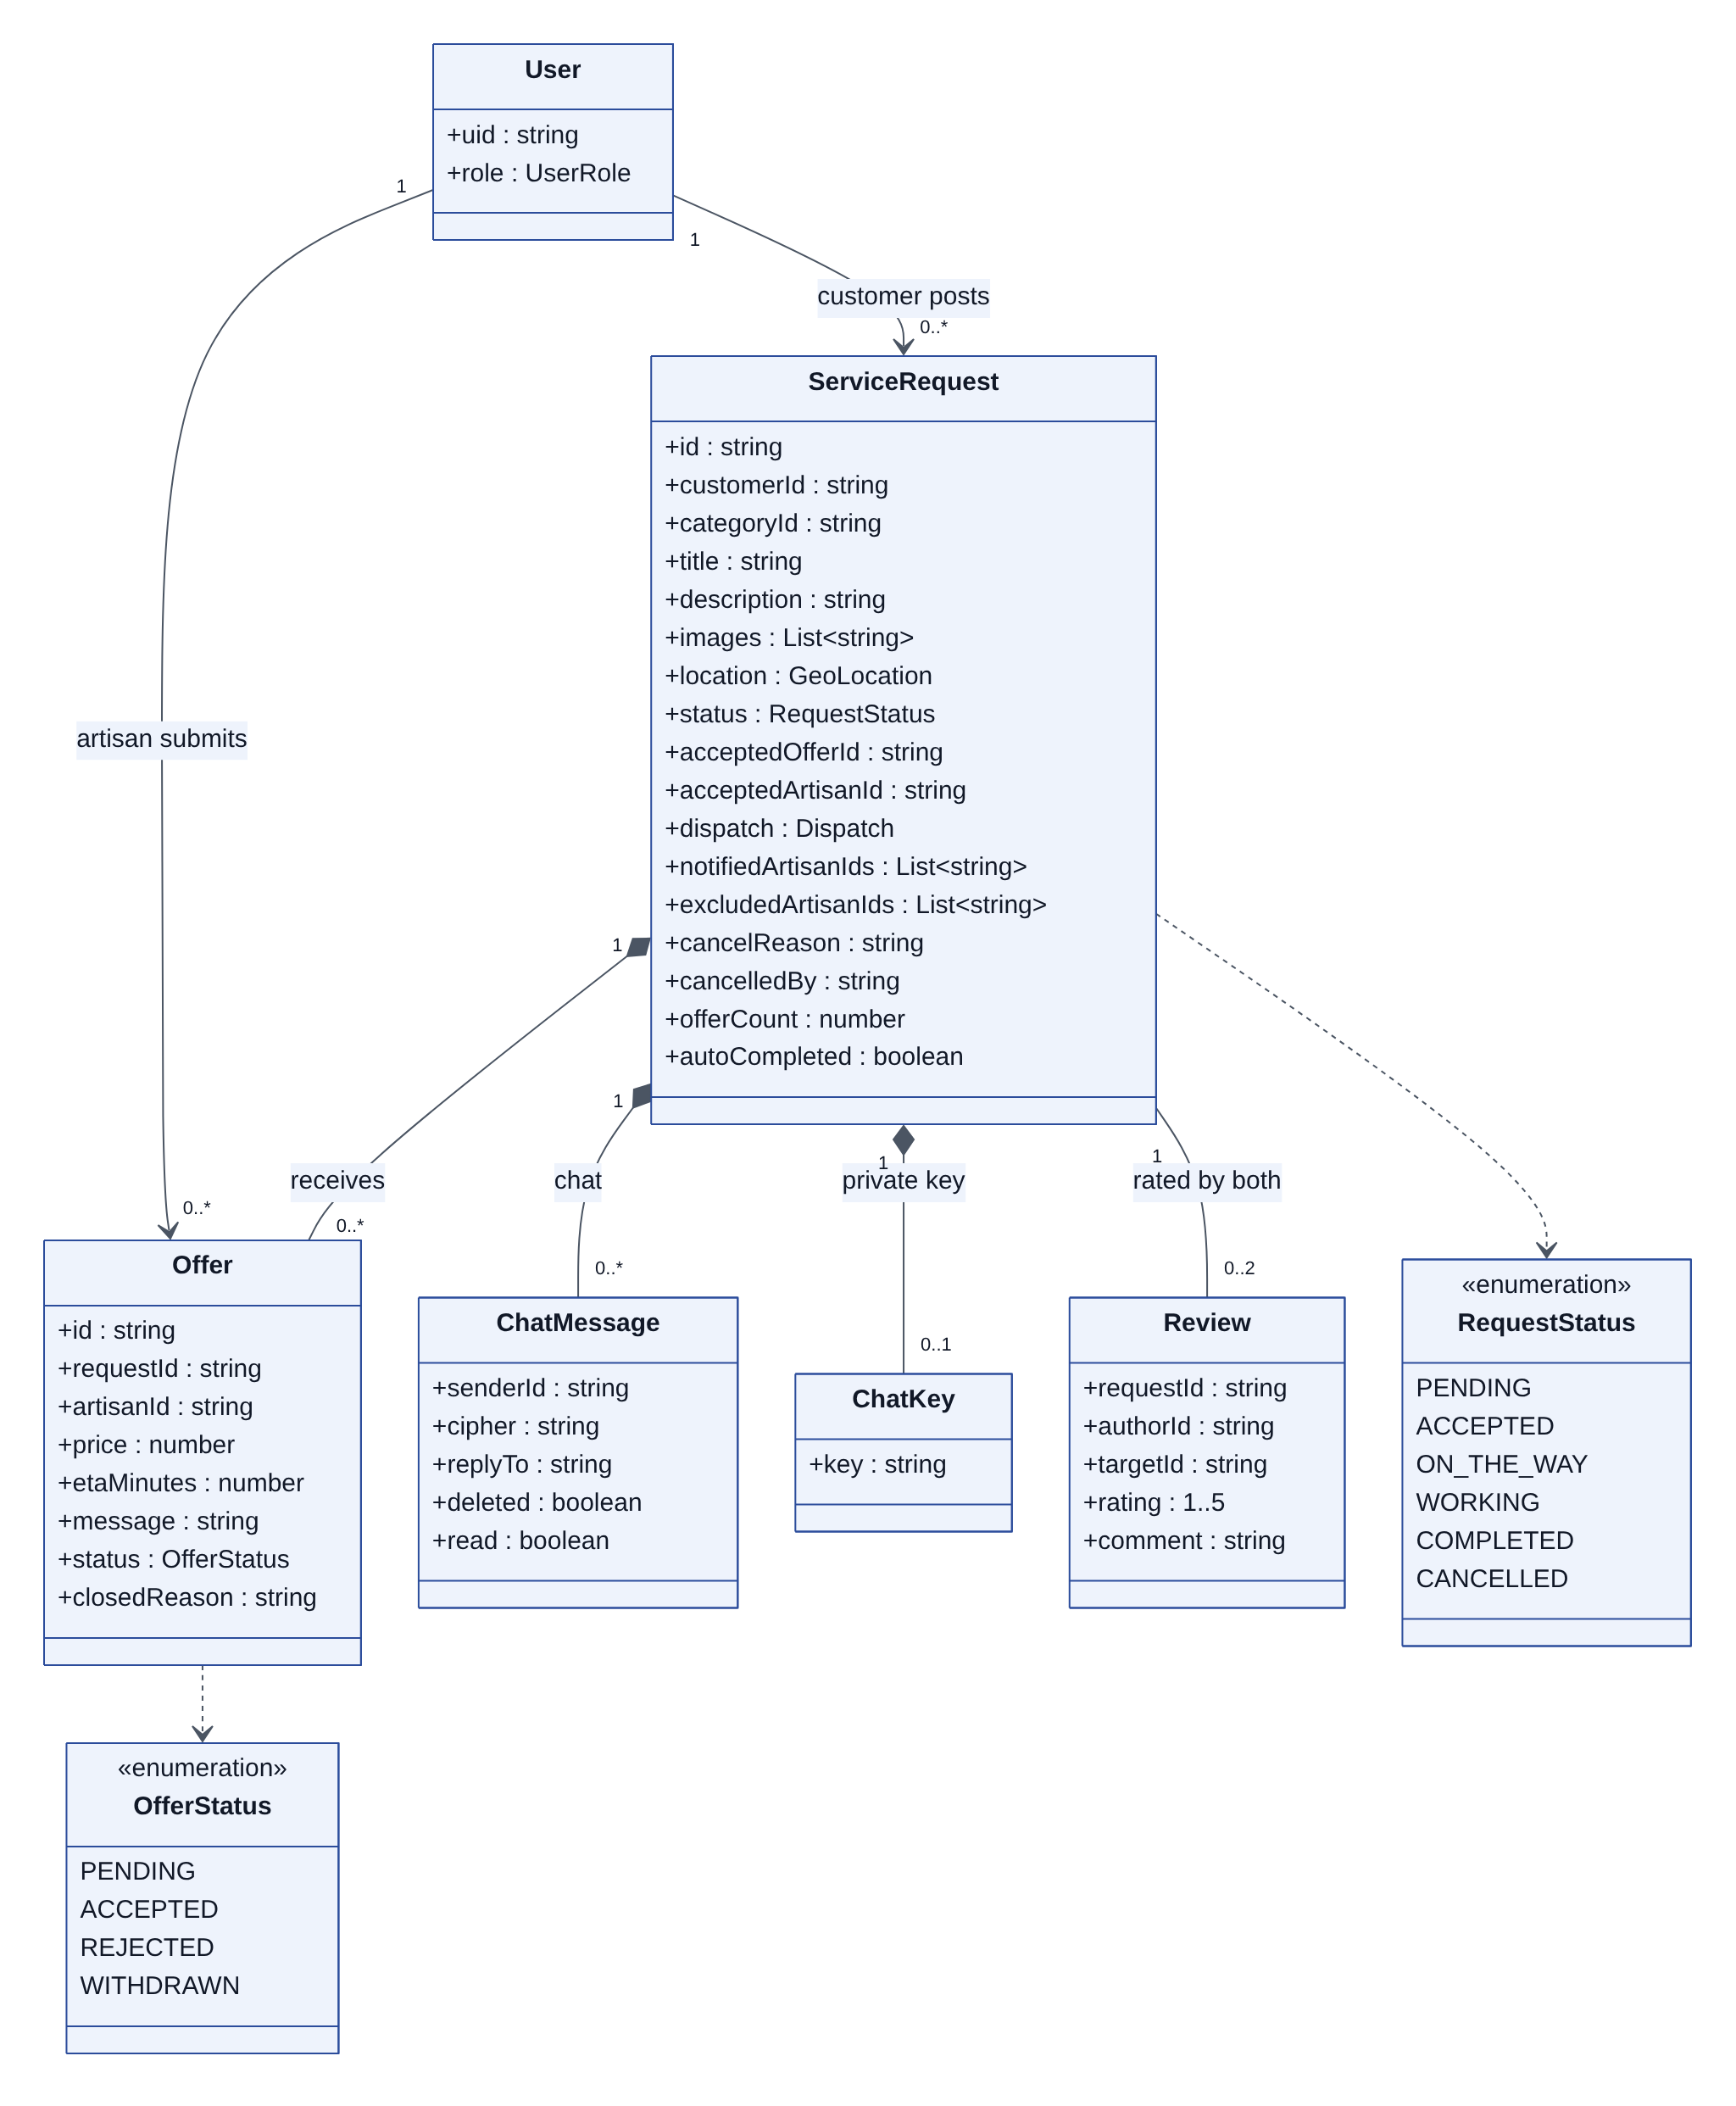 User
+uid : string
+role : UserRole
1
1
customer posts
0..*
ServiceRequest
+id : string
+customerId : string
+categoryId : string
+title : string
+description : string
+images : List<string>
+location : GeoLocation
+status : RequestStatus
+acceptedOfferId : string
+acceptedArtisanId : string
+dispatch : Dispatch
+notifiedArtisanIds : List<string>
+excludedArtisanIds : List<string>
+cancelReason : string
+cancelledBy : string
+offerCount : number
+autoCompleted : boolean
artisan submits
1
1
1
1
receives
chat
private key
rated by both
0..*
0..*
0..*
0..1
0..2
Offer
+id : string
+requestId : string
+artisanId : string
+price : number
+etaMinutes : number
+message : string
+status : OfferStatus
+closedReason : string
ChatMessage
+senderId : string
+cipher : string
+replyTo : string
+deleted : boolean
+read : boolean
ChatKey
+key : string
Review
+requestId : string
+authorId : string
+targetId : string
+rating : 1..5
+comment : string
«enumeration»
RequestStatus
PENDING
ACCEPTED
ON_THE_WAY
WORKING
COMPLETED
CANCELLED
«enumeration»
OfferStatus
PENDING
ACCEPTED
REJECTED
WITHDRAWN